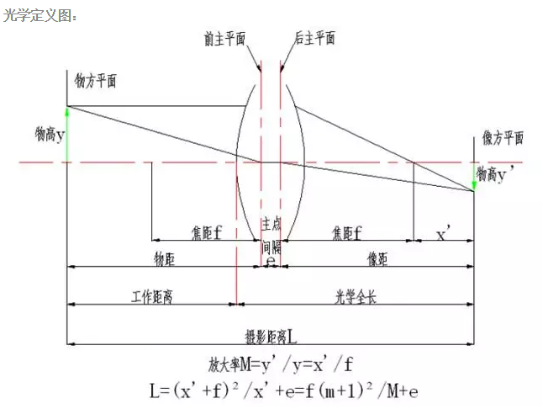 光学定义图:
前主平面
后主平面
物方平面
物高y
像方平面
物高y'
焦距f
主点
间隔
e
焦距f
x'
物距
像距
工作距离
光学全长
摄影距离L
放大率M=y'/y=x'/f
L=(x'+f)²/x'+e=f(m+1)²/M+e